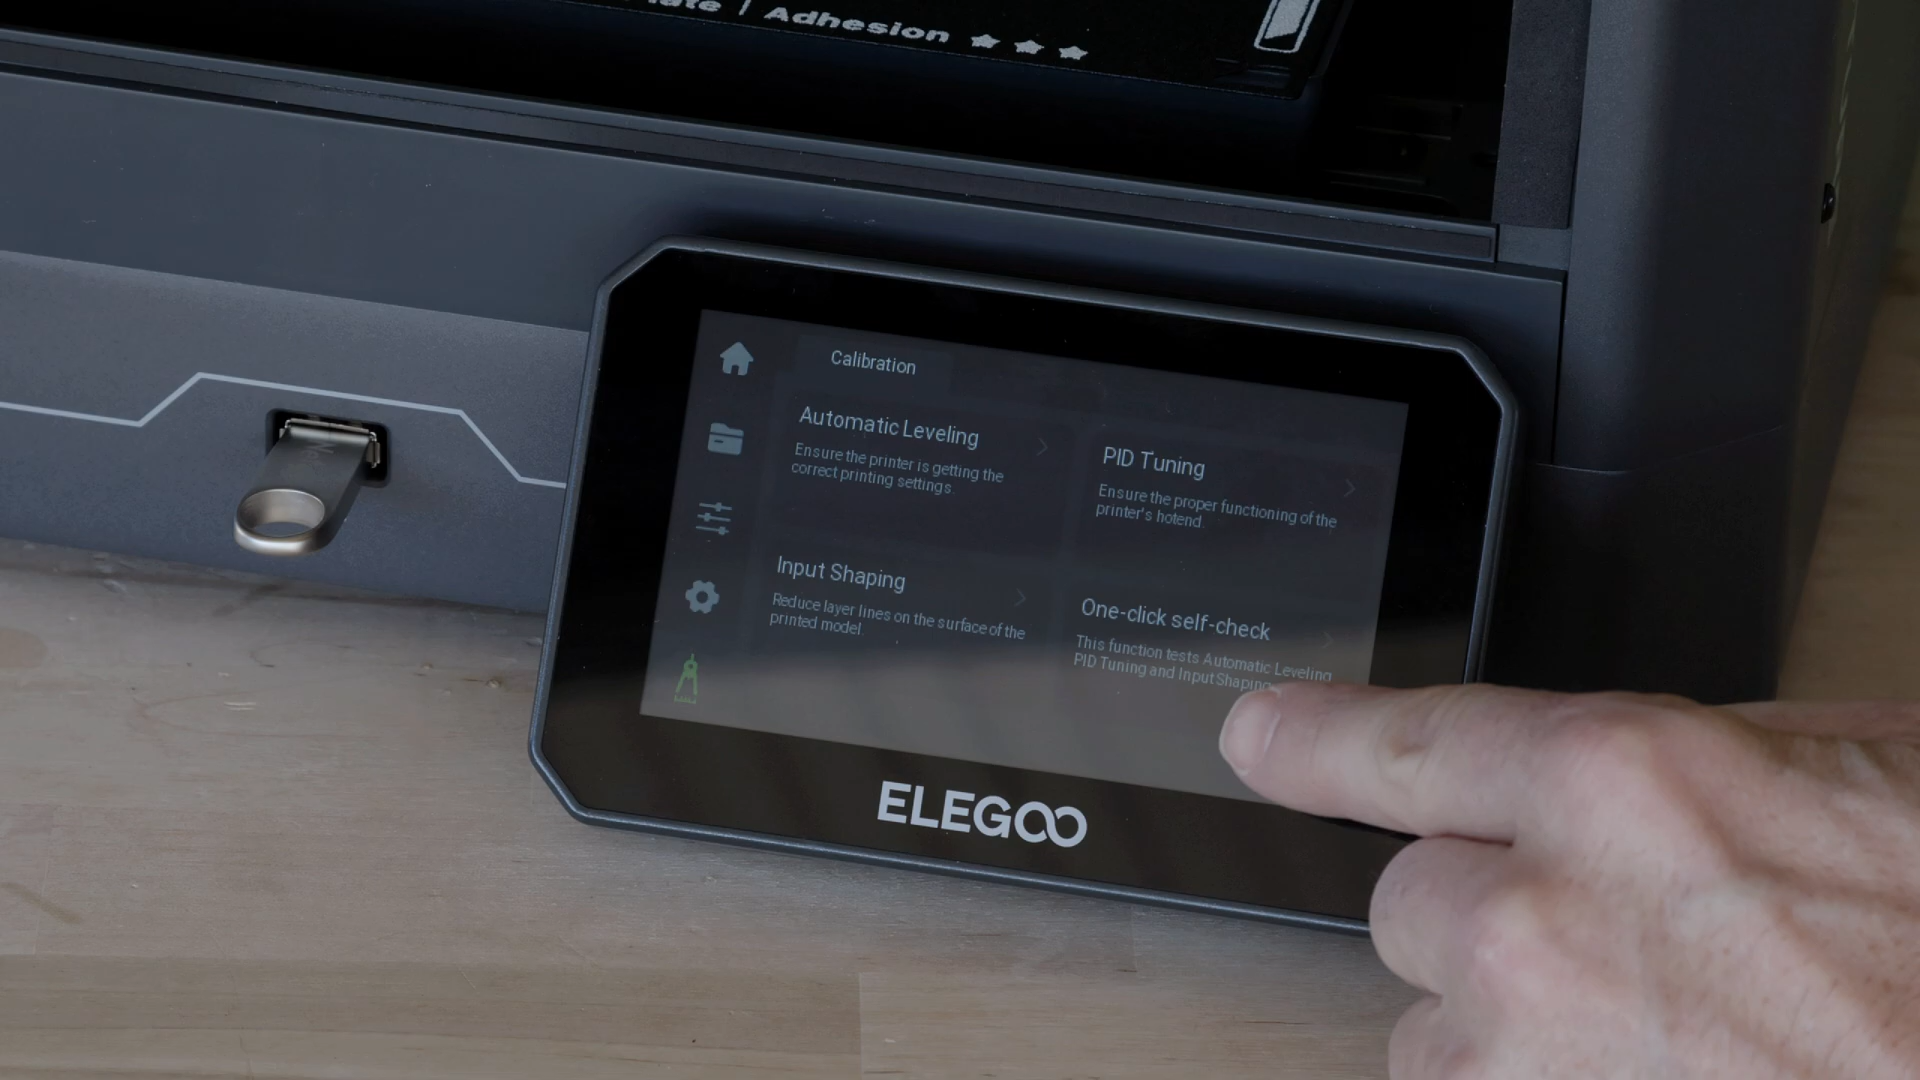 Adhesion
Calibration
Automatic Leveling
Ensure the printer is getting the
correct printing settings.
PID Tuning
Ensure the proper functioning of the
printer's hotend.
Input Shaping
Reduce layer lines on the surface of the
printed model.
One-click self-check
This function tests Automatic Leveling
PID Tuning and Input Shaping
ELEGOO